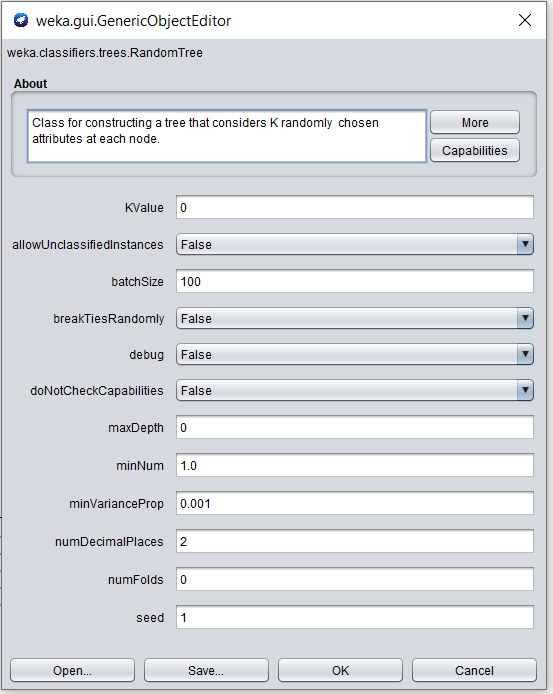 weka.gui.GenericObjectEditor
weka.classifiers.trees.RandomTree
About
Class for constructing a tree that considers K randomly chosen
attributes at each node.
More
Capabilities
KValue 0
allowUnclassifiedInstances False
batchSize 100
breakTiesRandomly False
debug False
doNotCheckCapabilities False
maxDepth 0
minNum 1.0
minVarianceProp 0.001
numDecimalPlaces 2
numFolds 0
seed 1
Open... Save... OK Cancel